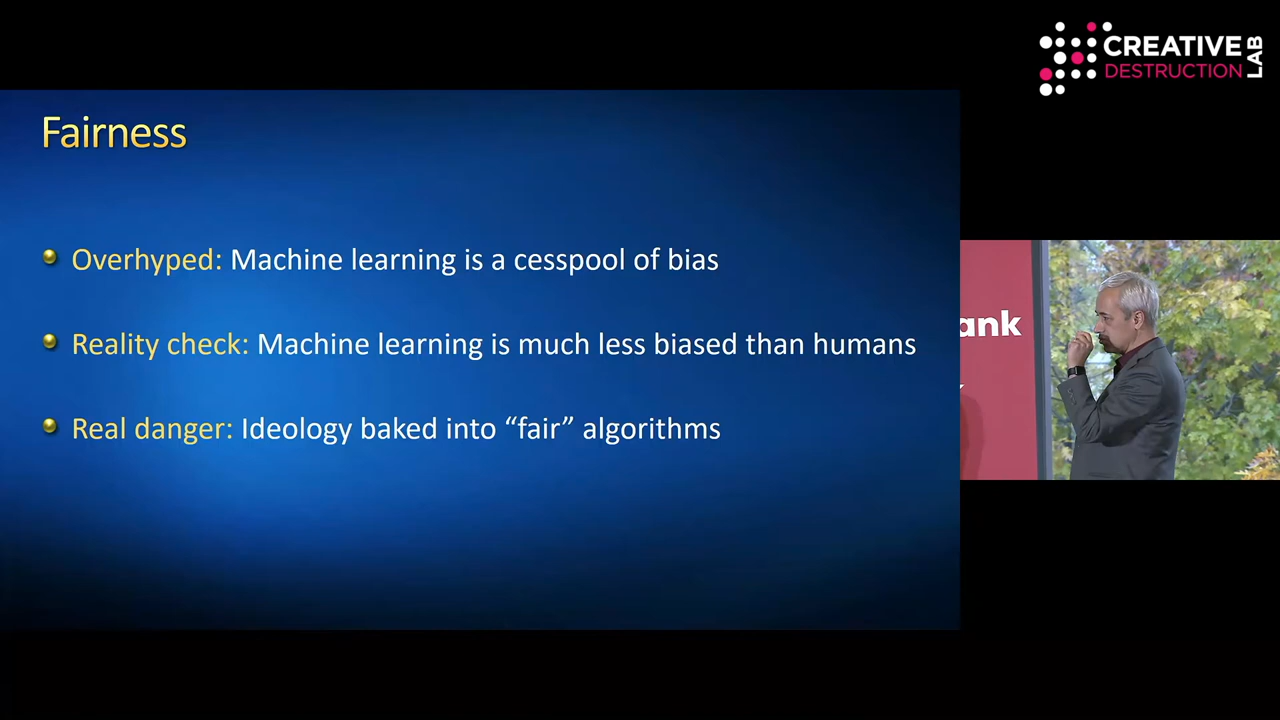 CREATIVE
DESTRUCTION
LAB
Fairness
Overhyped: Machine learning is a cesspool of bias
Reality check: Machine learning is much less biased than humans
Real danger: Ideology baked into “fair” algorithms
ank